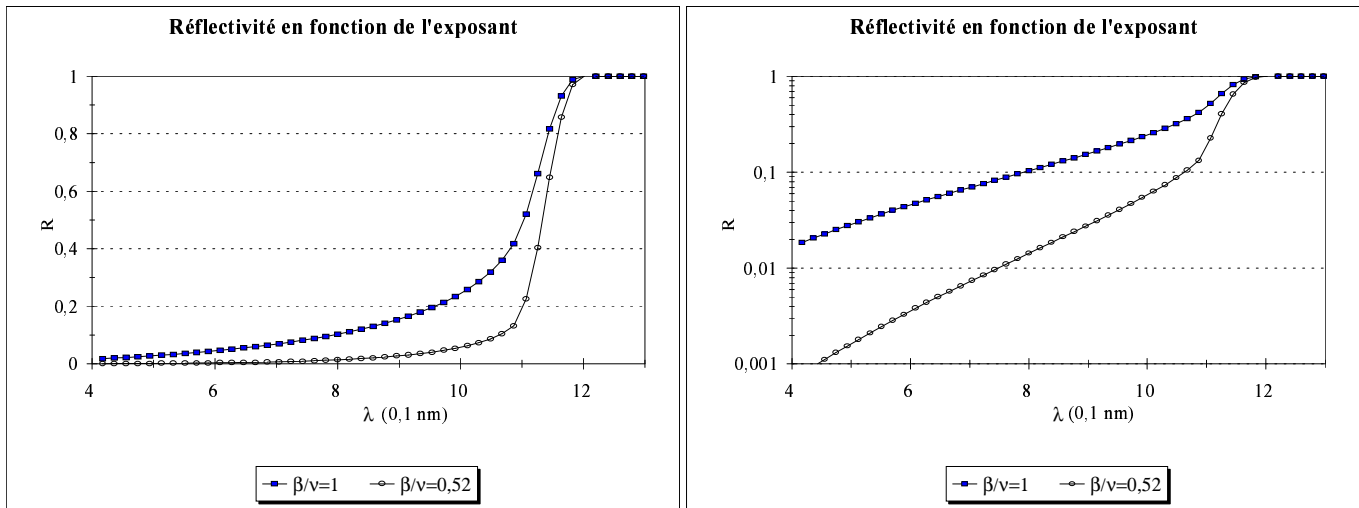 Réflectivité en fonction de l'exposant
1
0,8
0,6
0,4
0,2
0
R
4 6 8 10 12
λ (0,1 nm)
β/ν=1 β/ν=0,52
Réflectivité en fonction de l'exposant
1
0,1
0,01
0,001
R
4 6 8 10 12
λ (0,1 nm)
β/ν=1 β/ν=0,52